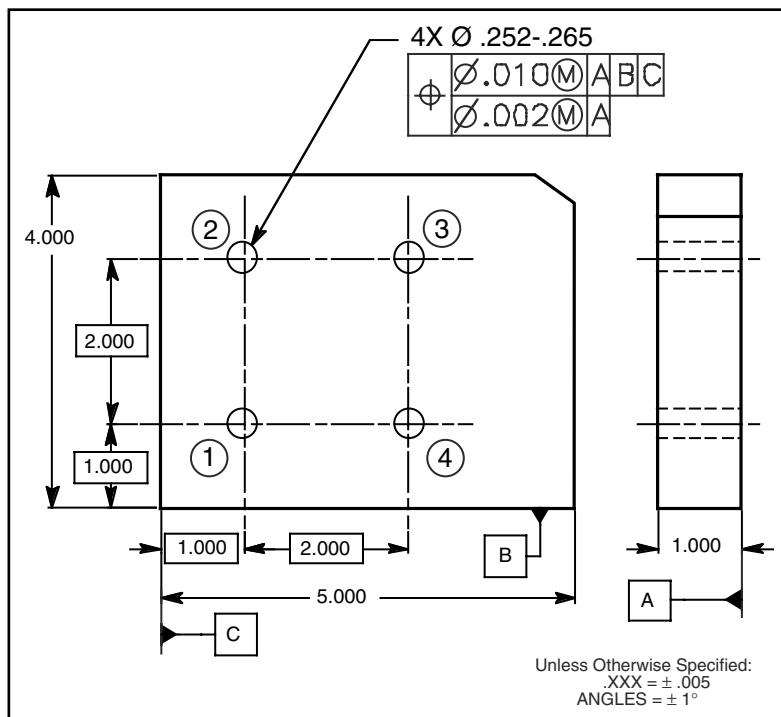 4X Ø .252-.265
⌖ Ø.010Ⓜ A B C
Ø.002Ⓜ A
4.000
② ③
2.000
① ④
1.000
1.000 2.000 B 1.000
5.000 A
C
Unless Otherwise Specified:
.XXX = ± .005
ANGLES = ± 1°